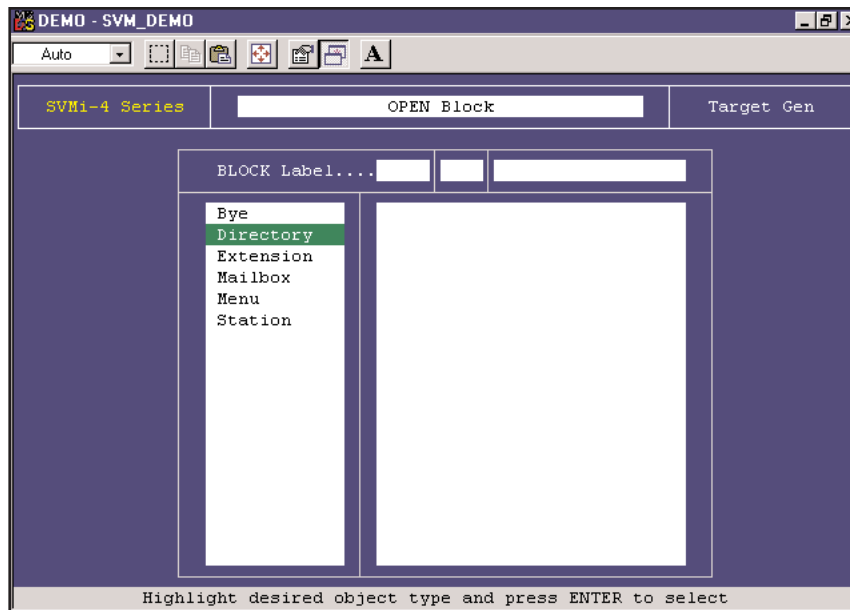 DEMO - SVM_DEMO
Auto
A
SVMi-4 Series
OPEN Block
Target Gen
BLOCK Label....
Bye
Directory
Extension
Mailbox
Menu
Station
Highlight desired object type and press ENTER to select